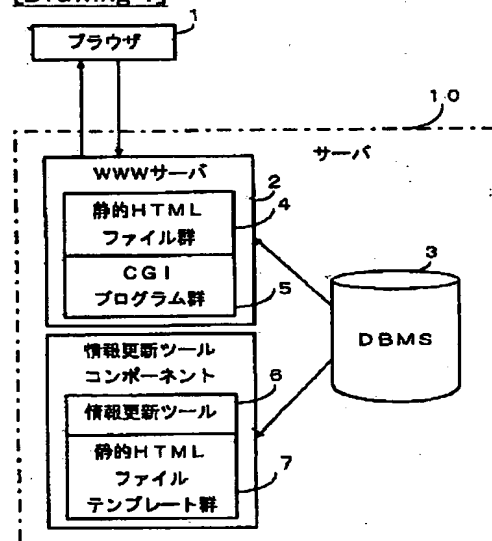 [Drawing 1]
1
ブラウザ
10
サーバ
WWWサーバ
2
静的HTML
ファイル群
4
CGI
プログラム群
5
3
DBMS
情報更新ツール
コンポーネント
6
情報更新ツール
静的HTML
ファイル
テンプレート群
7